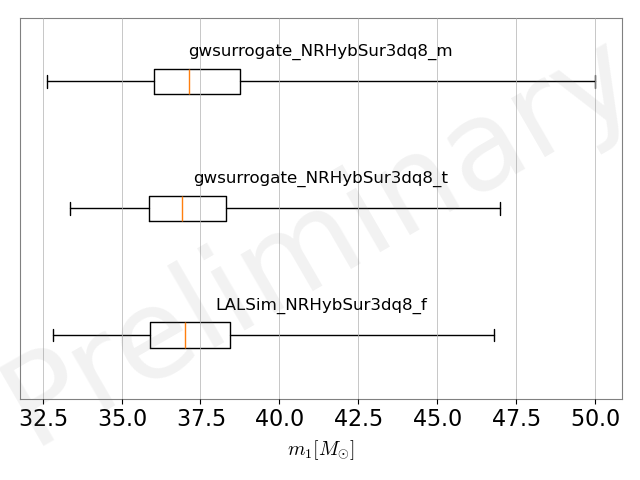 gwsurrogate_NRHybSur3dq8_m
gwsurrogate_NRHybSur3dq8_t
LALSim_NRHybSur3dq8_f
Preliminary
32.5 35.0 37.5 40.0 42.5 45.0 47.5 50.0
m₁[M☉]